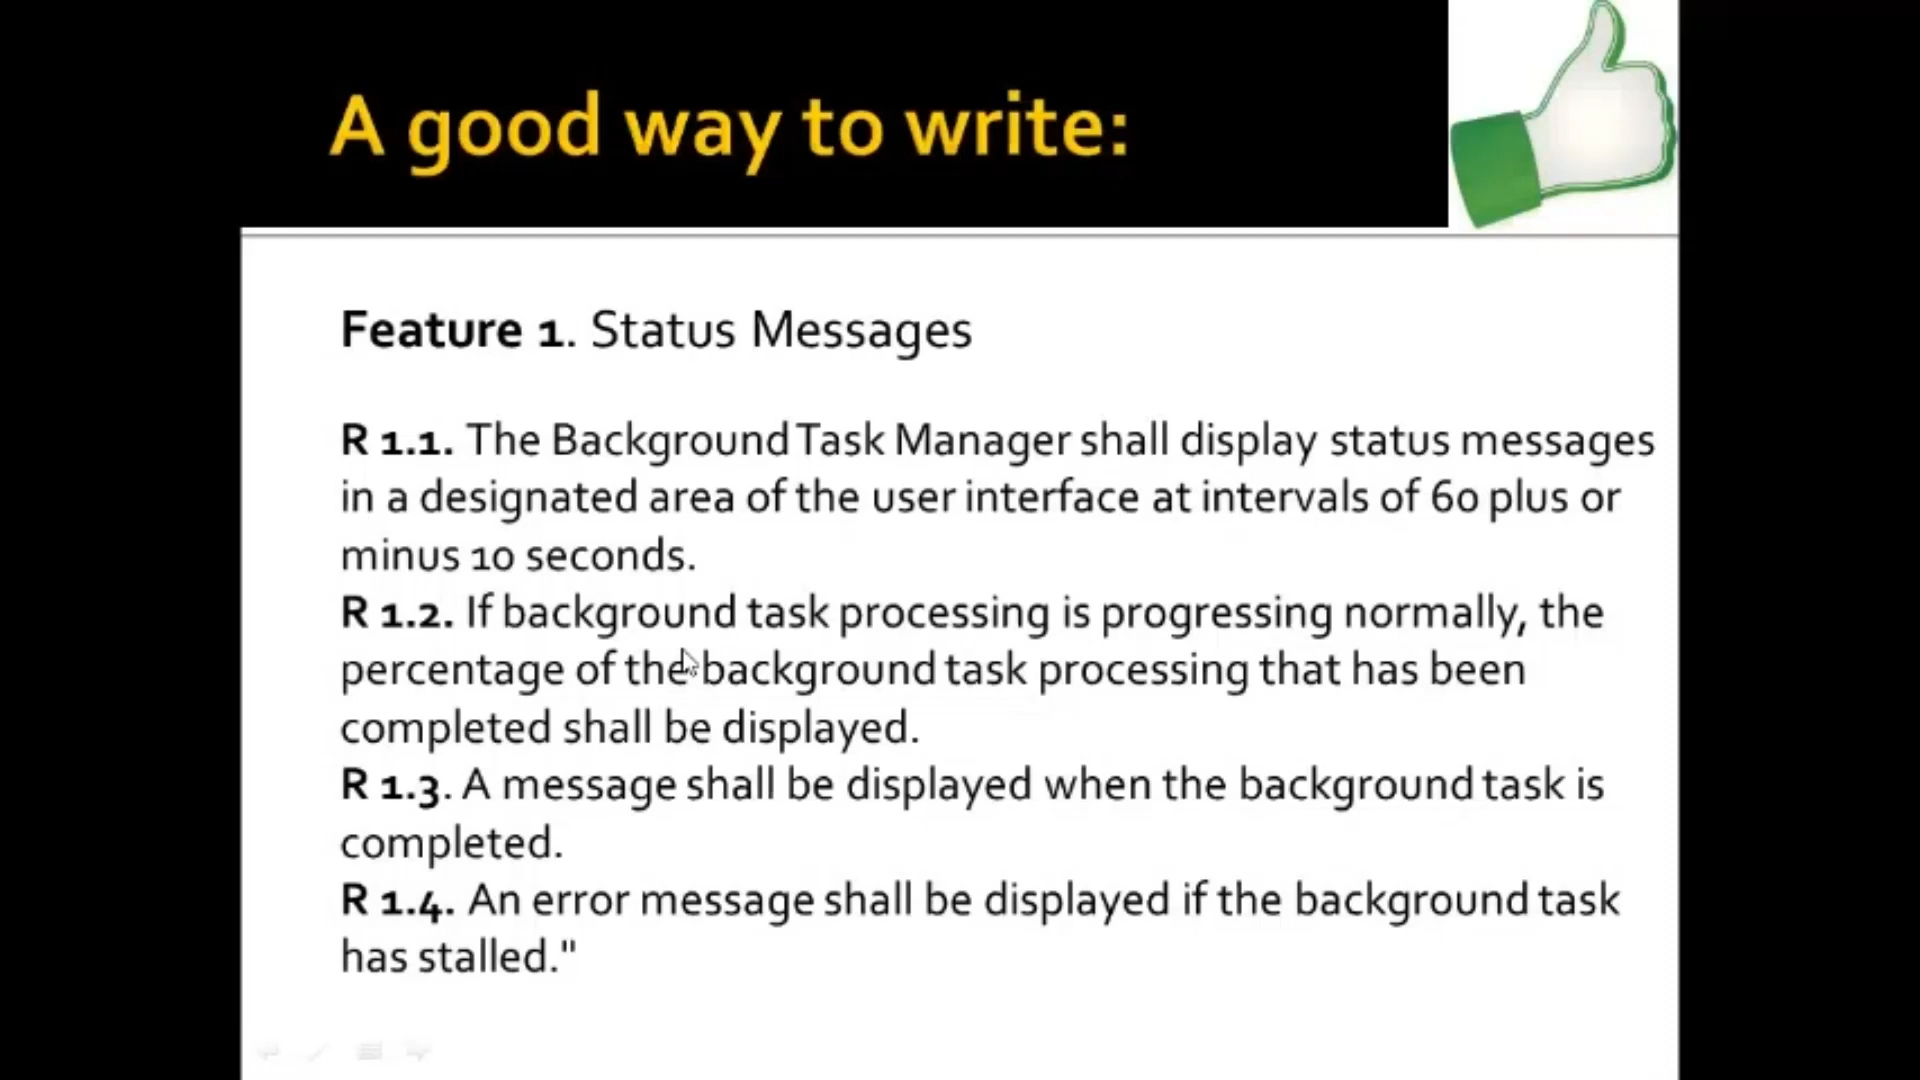 A good way to write:
Feature 1. Status Messages
R 1.1. The Background Task Manager shall display status messages
in a designated area of the user interface at intervals of 60 plus or
minus 10 seconds.
R 1.2. If background task processing is progressing normally, the
percentage of the background task processing that has been
completed shall be displayed.
R 1.3. A message shall be displayed when the background task is
completed.
R 1.4. An error message shall be displayed if the background task
has stalled."